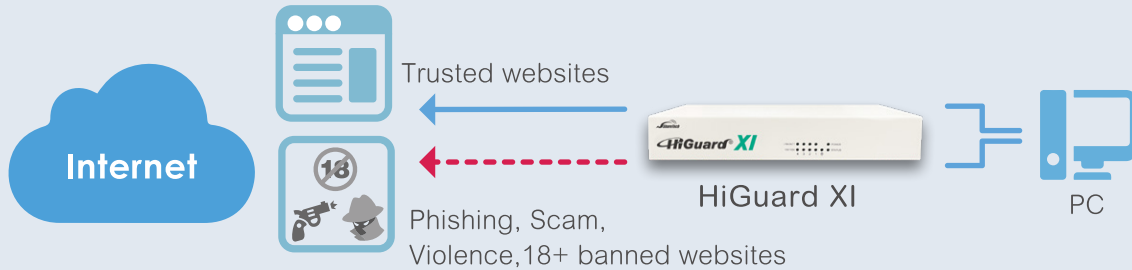 Internet
Trusted websites
18
Phishing, Scam,
Violence,18+ banned websites
HiGuard® XI
HiGuard XI
PC